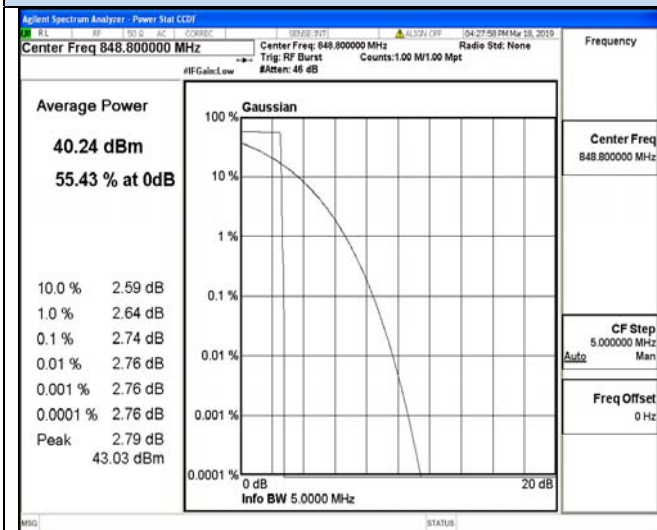 Agilent Spectrum Analyzer - Power Stat CCDF
RL RF 50 Ω AC CORREC SENSE:INT ALIGN OFF 04:27:58 PM Mar 18, 2019
Center Freq 848.800000 MHz
Center Freq: 848.800000 MHz Radio Std: None
Trig: RF Burst Counts:1.00 M/1.00 Mpt
#IFGain:Low #Atten: 46 dB
Frequency
Average Power
40.24 dBm
55.43 % at 0dB
10.0 % 2.59 dB
1.0 % 2.64 dB
0.1 % 2.74 dB
0.01 % 2.76 dB
0.001 % 2.76 dB
0.0001 % 2.76 dB
Peak 2.79 dB
43.03 dBm
Gaussian
100 %
10 %
1 %
0.1 %
0.01 %
0.001 %
0.0001 %
0 dB 20 dB
Info BW 5.0000 MHz
Center Freq
848.800000 MHz
CF Step
5.000000 MHz
Auto Man
Freq Offset
0 Hz
MSG STATUS